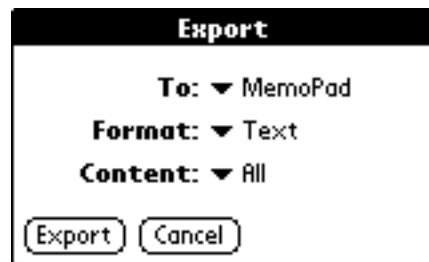 Export
To: MemoPad
Format: Text
Content: All
Export Cancel